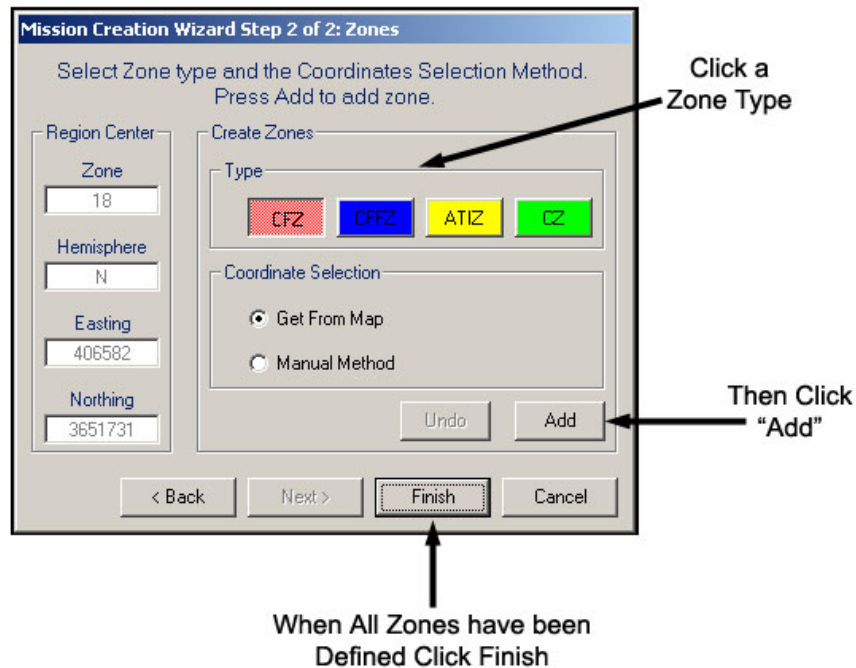 Mission Creation Wizard Step 2 of 2: Zones
Select Zone type and the Coordinates Selection Method.
Press Add to add zone.
Click a
Zone Type
Region Center
Zone
18
Hemisphere
N
Easting
406582
Northing
3651731
Create Zones
Type
CFZ
CFFZ
ATIZ
CZ
Coordinate Selection
Get From Map
Manual Method
Undo
Add
Then Click
“Add”
< Back
Next >
Finish
Cancel
When All Zones have been
Defined Click Finish